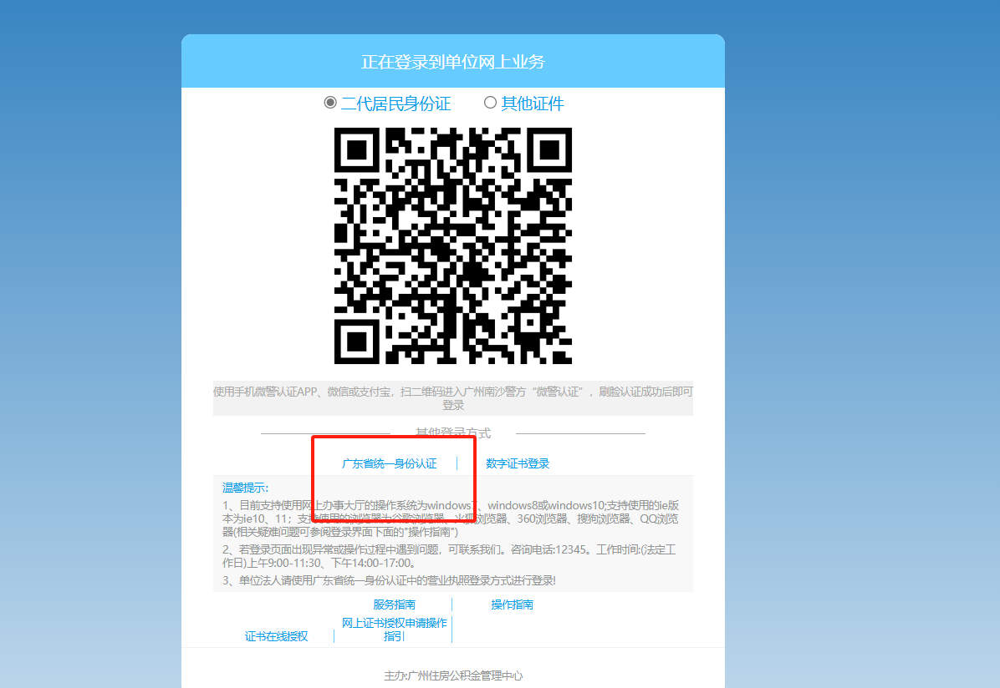 正在登录到单位网上业务
二代居民身份证 其他证件
使用手机微警认证APP、微信或支付宝，扫二维码进入广州南沙警方“微警认证”，刷脸认证成功后即可
登录
其他登录方式
广东省统一身份认证 数字证书登录
温馨提示:
1、目前支持使用网上办事大厅的操作系统为windows7、windows8或windows10;支持使用的ie版
本为ie10、11；支持使用的浏览器为谷歌浏览器、火狐浏览器、360浏览器、搜狗浏览器、QQ浏览
器(相关疑难问题可参阅登录界面下面的"操作指南")
2、若登录页面出现异常或操作过程中遇到问题，可联系我们。咨询电话:12345。工作时间:(法定工
作日)上午9:00-11:30、下午14:00-17:00。
3、单位法人请使用广东省统一身份认证中的营业执照登录方式进行登录!
服务指南 操作指南
证书在线授权 网上证书授权申请操作
指引
主办:广州住房公积金管理中心